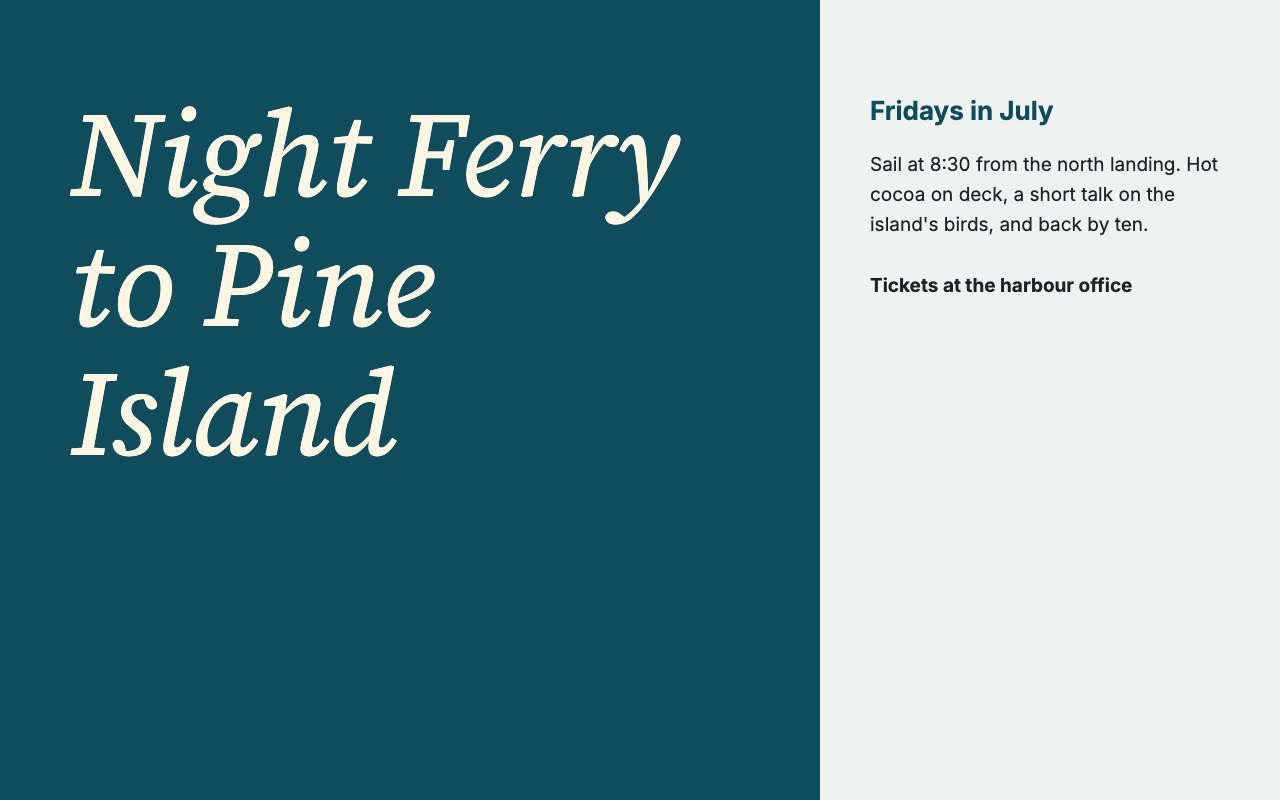 Night Ferry
to Pine
Island
Fridays in July
Sail at 8:30 from the north landing. Hot
cocoa on deck, a short talk on the
island's birds, and back by ten.
Tickets at the harbour office